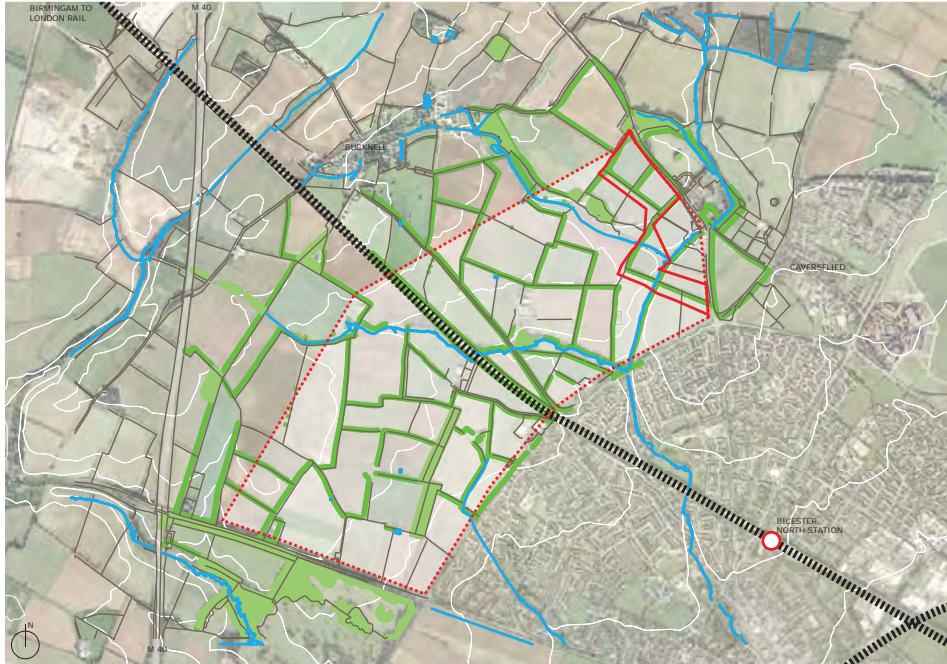 BIRMINGAM TO
LONDON RAIL
M 40
BUCKNELL
CAVERSFLIED
BICESTER
NORTH STATION
N
M 40